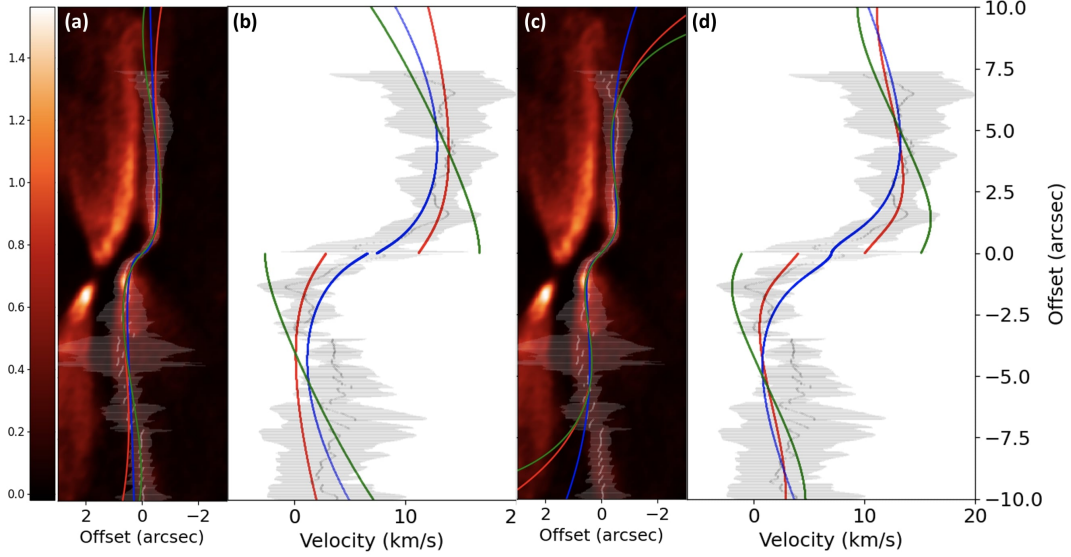 (a) (b) (c) (d)
1.4
1.2
1.0
0.8
0.6
0.4
0.2
0.0
10.0
7.5
5.0
2.5
0.0
−2.5
−5.0
−7.5
−10.0
Offset (arcsec)
2 0 −2
Offset (arcsec)
0 10 2
Velocity (km/s)
2 0 −2
Offset (arcsec)
0 10 20
Velocity (km/s)